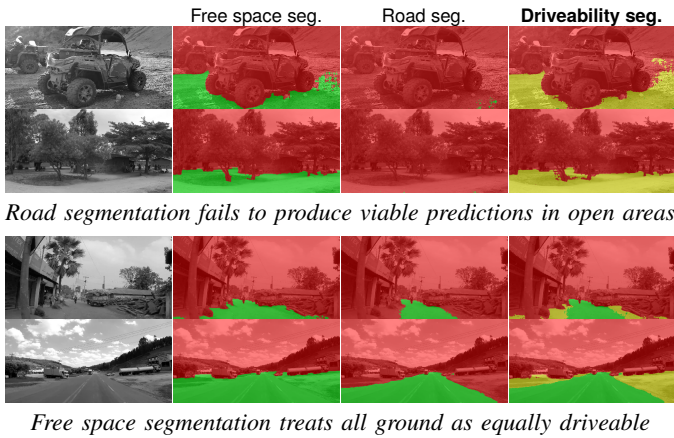 Free space seg. Road seg. Driveability seg.
Road segmentation fails to produce viable predictions in open areas
Free space segmentation treats all ground as equally driveable